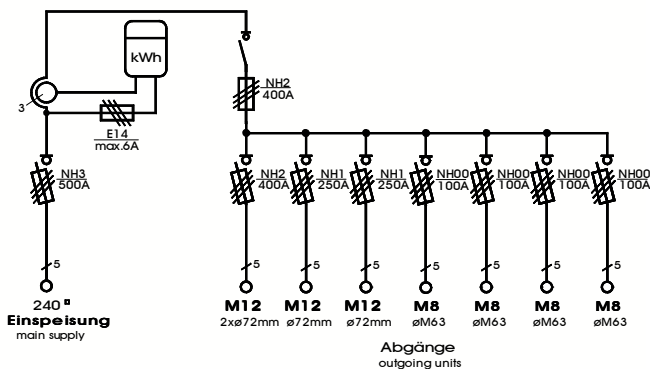 kWh
3
E14
max.6A
NH2
400A
NH3
500A
NH2
400A
NH1
250A
NH1
250A
NH00
100A
NH00
100A
NH00
100A
NH00
100A
5
5
5
5
5
5
5
5
240
Einspeisung
main supply
M12
2xø72mm
M12
ø72mm
M12
ø72mm
M8
øM63
M8
øM63
M8
øM63
M8
øM63
Abgänge
outgoing units